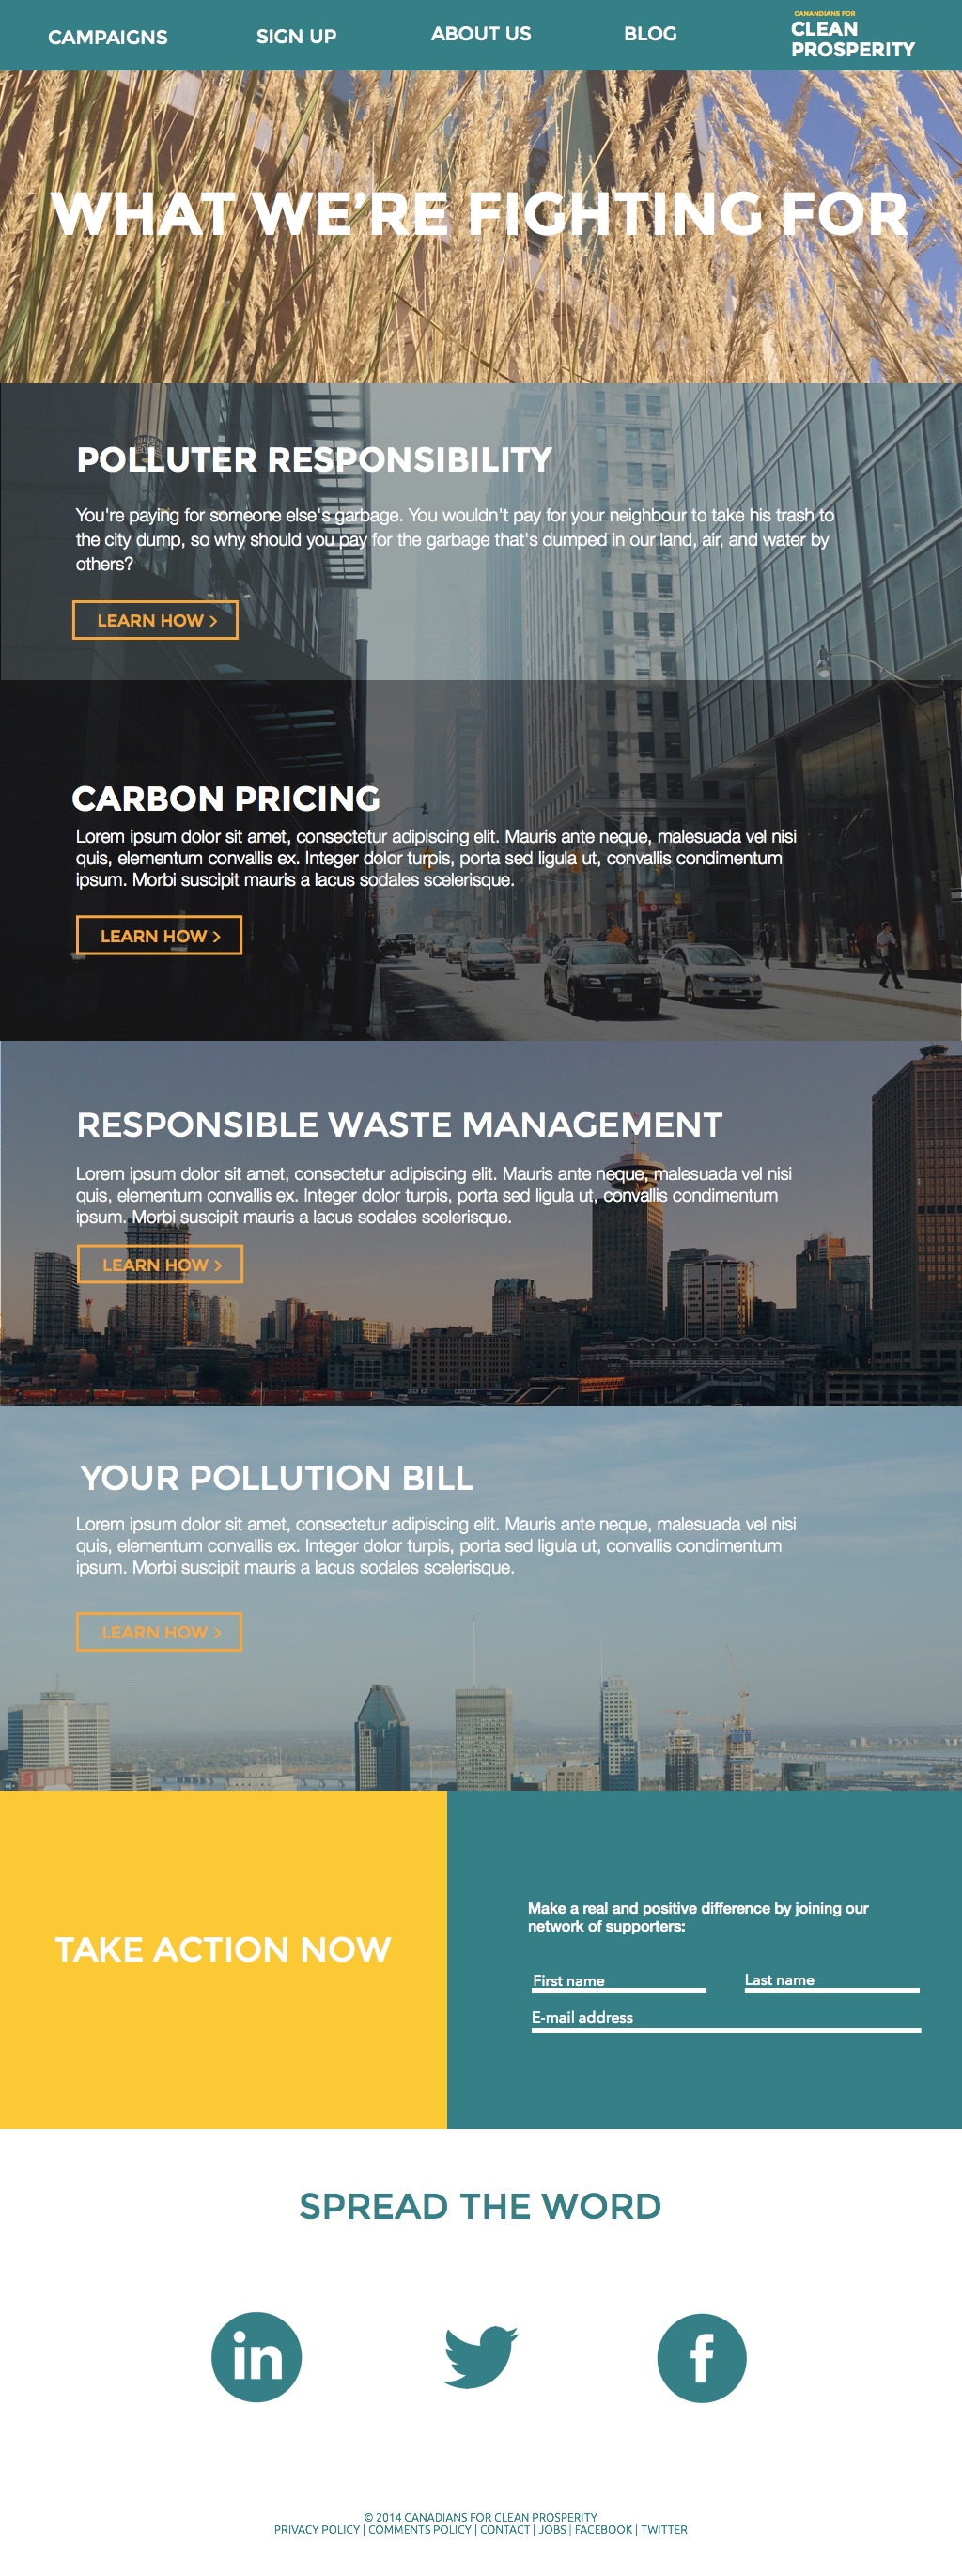 CAMPAIGNS
SIGN UP
ABOUT US
BLOG
CANANDIANS FOR
CLEAN
PROSPERITY
WHAT WE'RE FIGHTING FOR
POLLUTER RESPONSIBILITY
You're paying for someone else's garbage. You wouldn't pay for your neighbour to take his trash to
the city dump, so why should you pay for the garbage that's dumped in our land, air, and water by
others?
LEARN HOW >
CARBON PRICING
Lorem ipsum dolor sit amet, consectetur adipiscing elit. Mauris ante neque, malesuada vel nisi
quis, elementum convallis ex. Integer dolor turpis, porta sed ligula ut, convallis condimentum
ipsum. Morbi suscipit mauris a lacus sodales scelerisque.
LEARN HOW >
RESPONSIBLE WASTE MANAGEMENT
Lorem ipsum dolor sit amet, consectetur adipiscing elit. Mauris ante neque, malesuada vel nisi
quis, elementum convallis ex. Integer dolor turpis, porta sed ligula ut, convallis condimentum
ipsum. Morbi suscipit mauris a lacus sodales scelerisque.
LEARN HOW >
YOUR POLLUTION BILL
Lorem ipsum dolor sit amet, consectetur adipiscing elit. Mauris ante neque, malesuada vel nisi
quis, elementum convallis ex. Integer dolor turpis, porta sed ligula ut, convallis condimentum
ipsum. Morbi suscipit mauris a lacus sodales scelerisque.
LEARN HOW >
TAKE ACTION NOW
Make a real and positive difference by joining our
network of supporters:
First name
Last name
E-mail address
SPREAD THE WORD
in
f
© 2014 CANADIANS FOR CLEAN PROSPERITY
PRIVACY POLICY | COMMENTS POLICY | CONTACT | JOBS | FACEBOOK | TWITTER